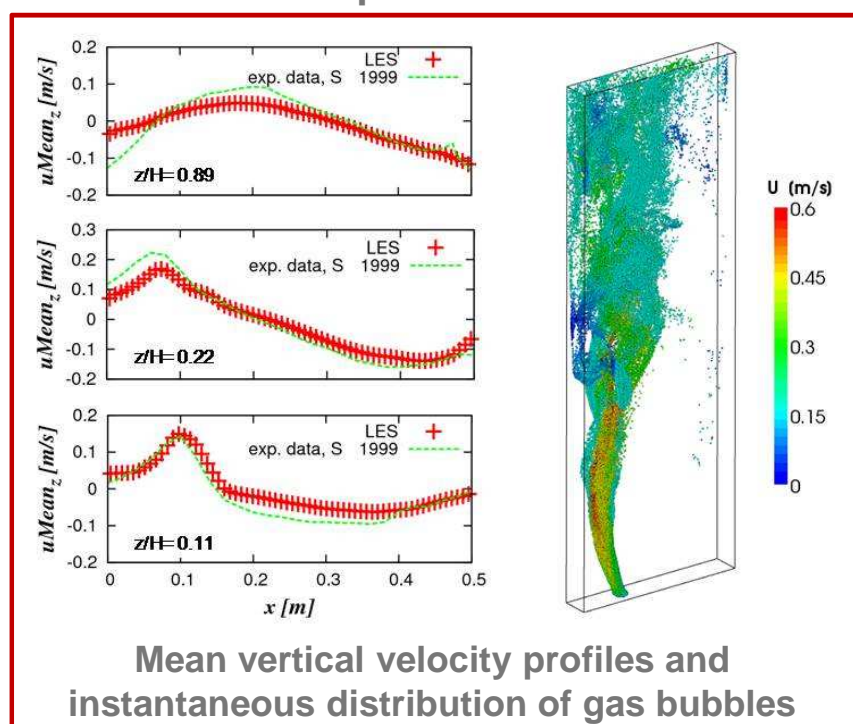 0.2
0.1
0
-0.1
-0.2
uMean_z [m/s]
LES
exp. data, S 1999
z/H=0.89
0.3
0.2
0.1
0
-0.1
-0.2
uMean_z [m/s]
LES
exp. data, S 1999
z/H=0.22
0.2
0.1
0
-0.1
-0.2
uMean_z [m/s]
LES
exp. data, S 1999
z/H=0.11
0 0.1 0.2 0.3 0.4 0.5
x [m]
U (m/s)
0.6
0.45
0.3
0.15
0
Mean vertical velocity profiles and
instantaneous distribution of gas bubbles